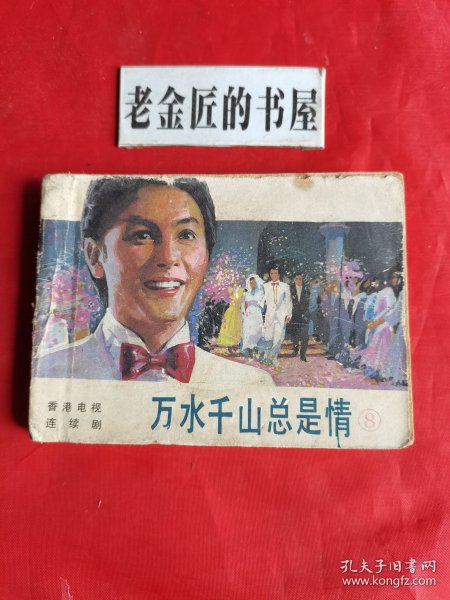 老金匠的书屋
香港电视
连续剧
万水千山总是情 ⑧
孔夫子旧书网
www.kongfz.com